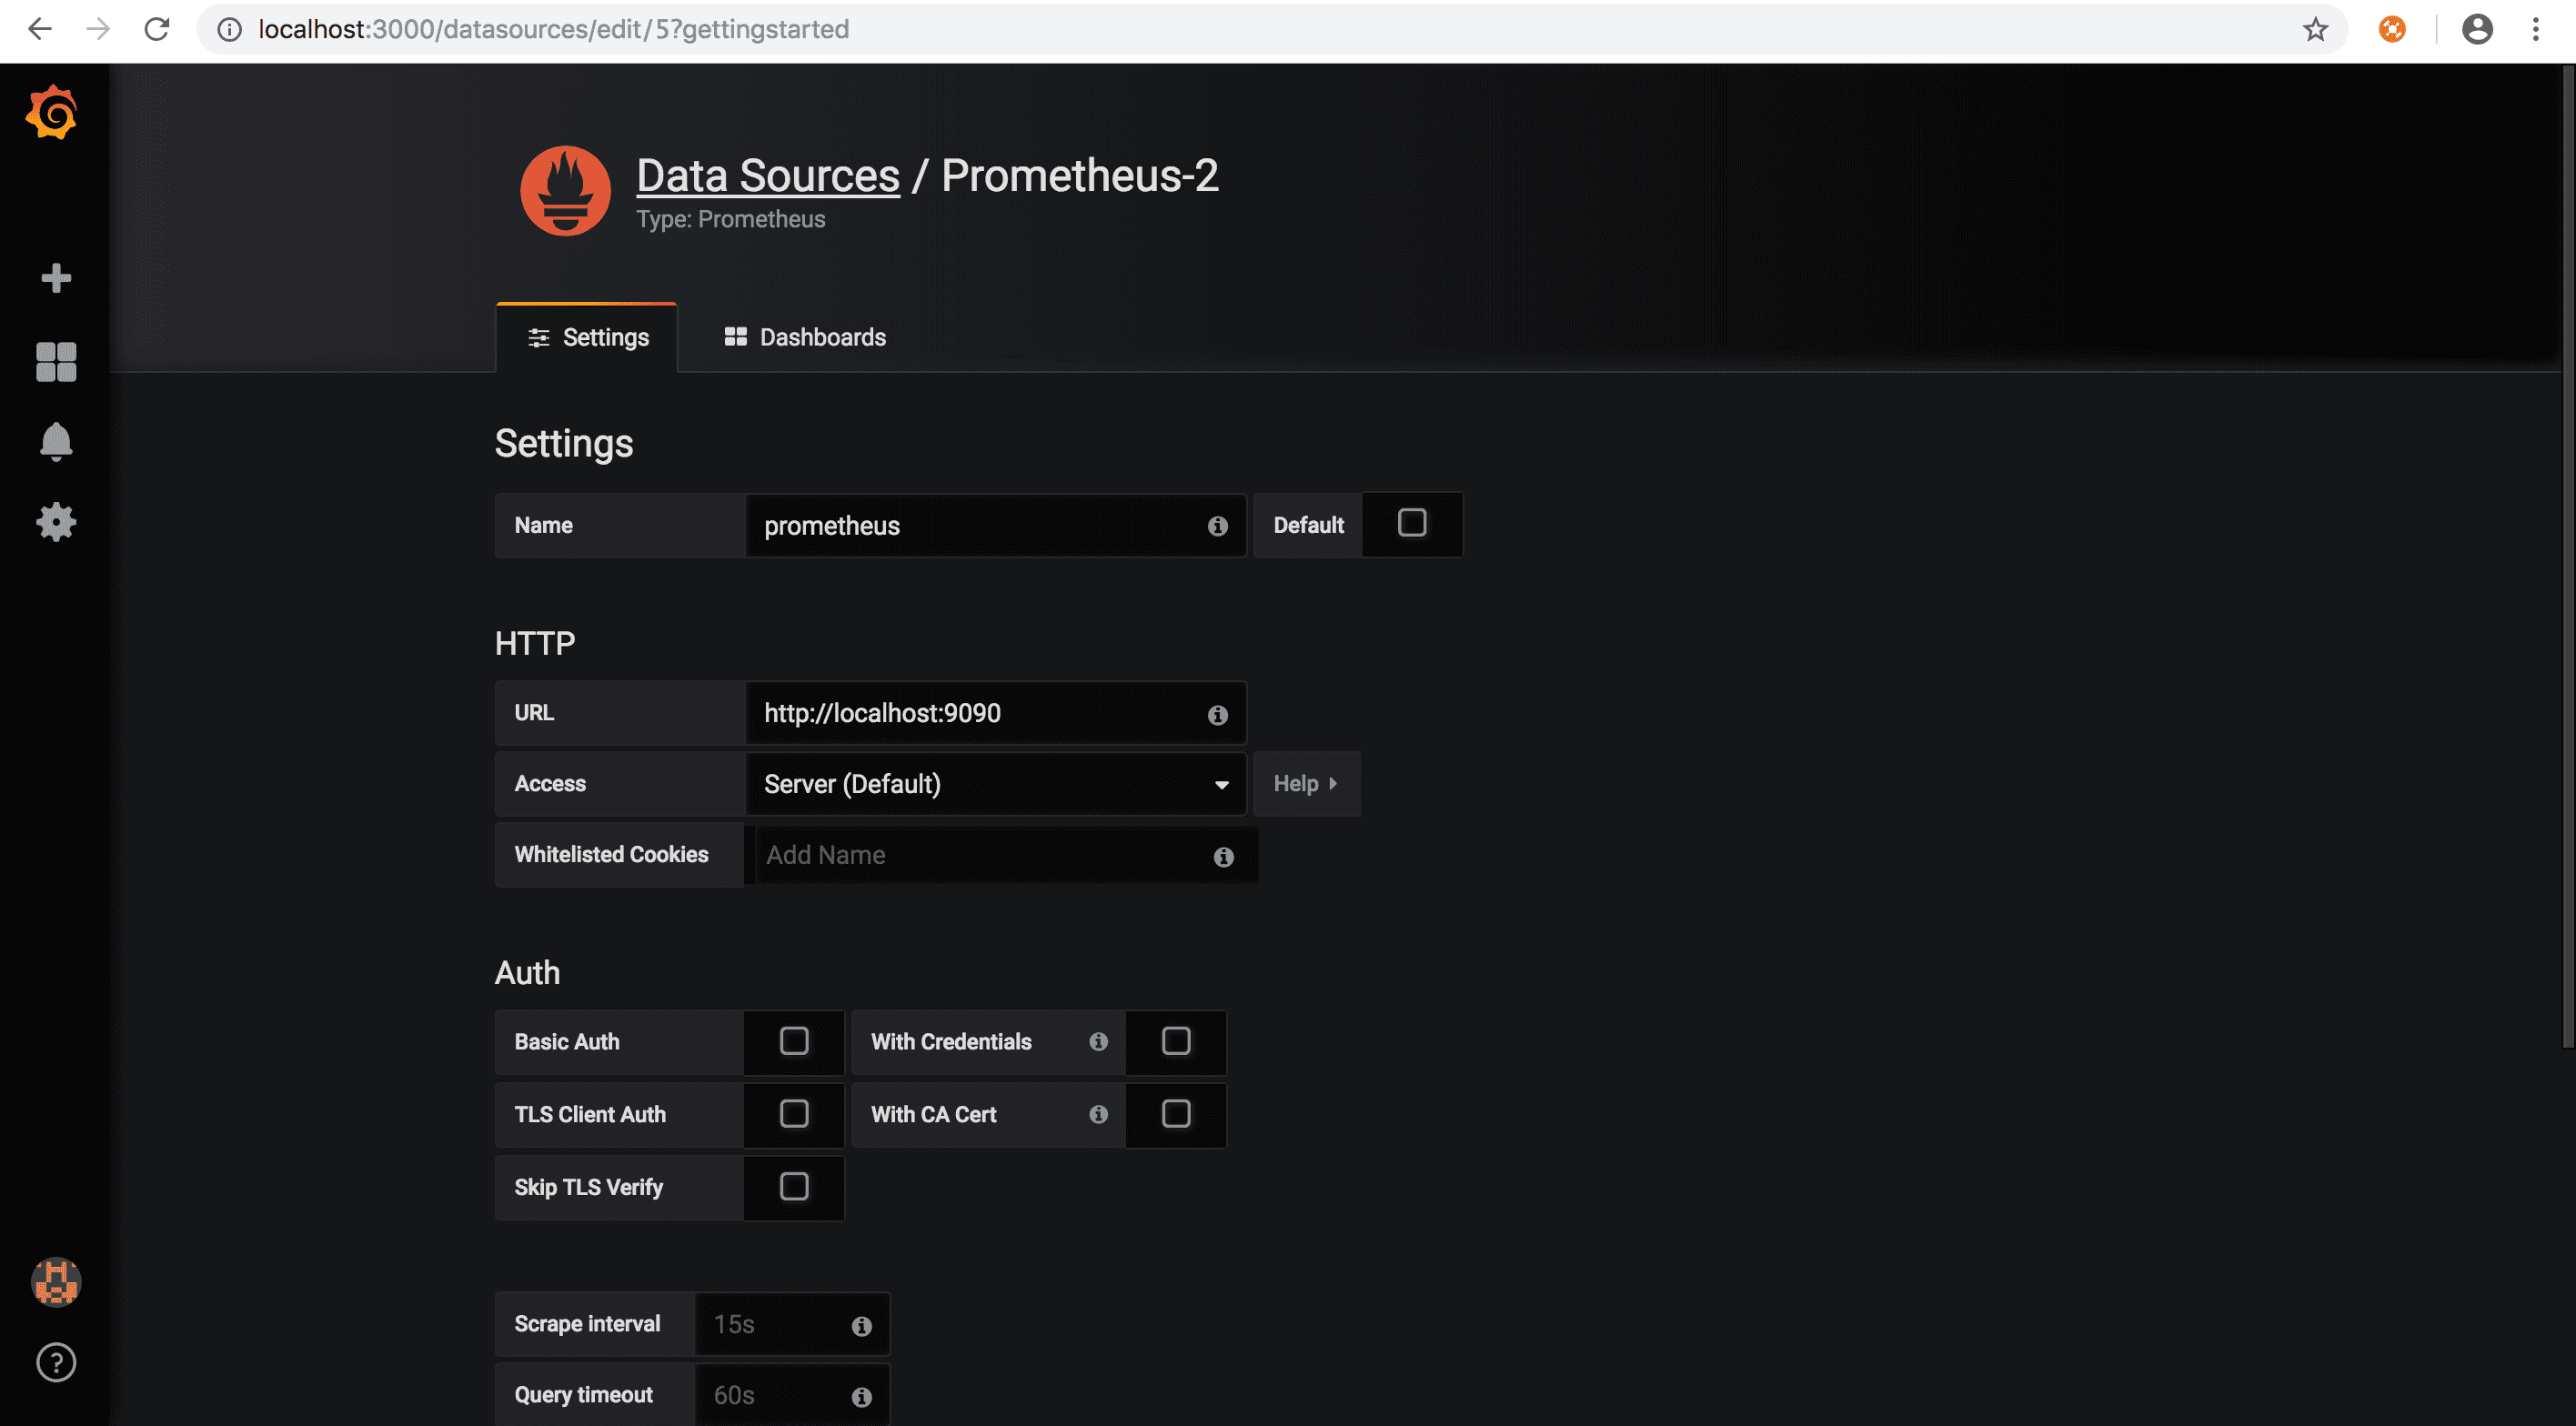 localhost:3000/datasources/edit/5?gettingstarted
Data Sources / Prometheus-2
Type: Prometheus
Settings Dashboards
Settings
Name prometheus Default
HTTP
URL http://localhost:9090
Access Server (Default) Help
Whitelisted Cookies Add Name
Auth
Basic Auth With Credentials
TLS Client Auth With CA Cert
Skip TLS Verify
Scrape interval 15s
Query timeout 60s